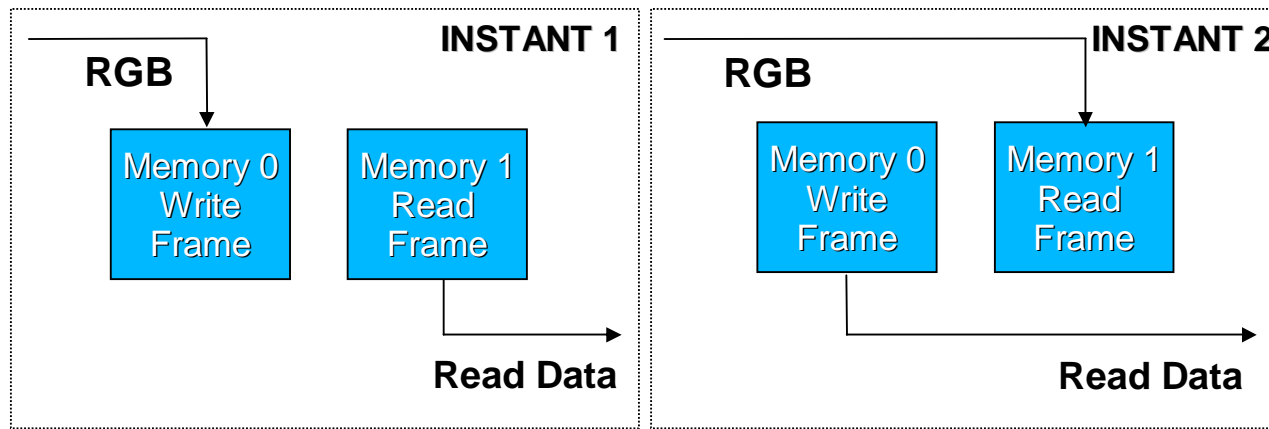 INSTANT 1
RGB
Memory 0
Write
Frame
Memory 1
Read
Frame
Read Data
INSTANT 2
RGB
Memory 0
Write
Frame
Memory 1
Read
Frame
Read Data